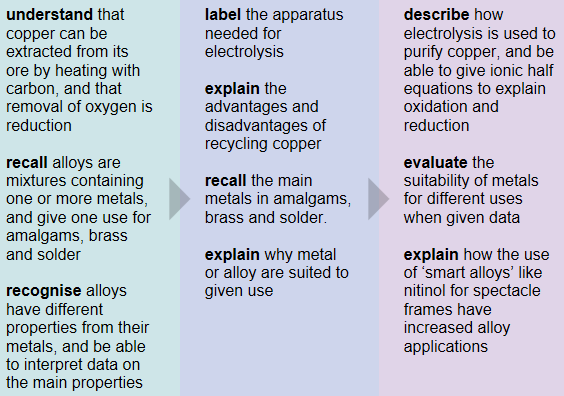 understand that
copper can be
extracted from its
ore by heating with
carbon, and that
removal of oxygen is
reduction
recall alloys are
mixtures containing
one or more metals,
and give one use for
amalgams, brass
and solder
recognise alloys
have different
properties from their
metals, and be able
to interpret data on
the main properties
label the apparatus
needed for
electrolysis
explain the
advantages and
disadvantages of
recycling copper
recall the main
metals in amalgams,
brass and solder.
explain why metal
or alloy are suited to
given use
describe how
electrolysis is used to
purify copper, and be
able to give ionic half
equations to explain
oxidation and
reduction
evaluate the
suitability of metals
for different uses
when given data
explain how the use
of ‘smart alloys’ like
nitinol for spectacle
frames have
increased alloy
applications